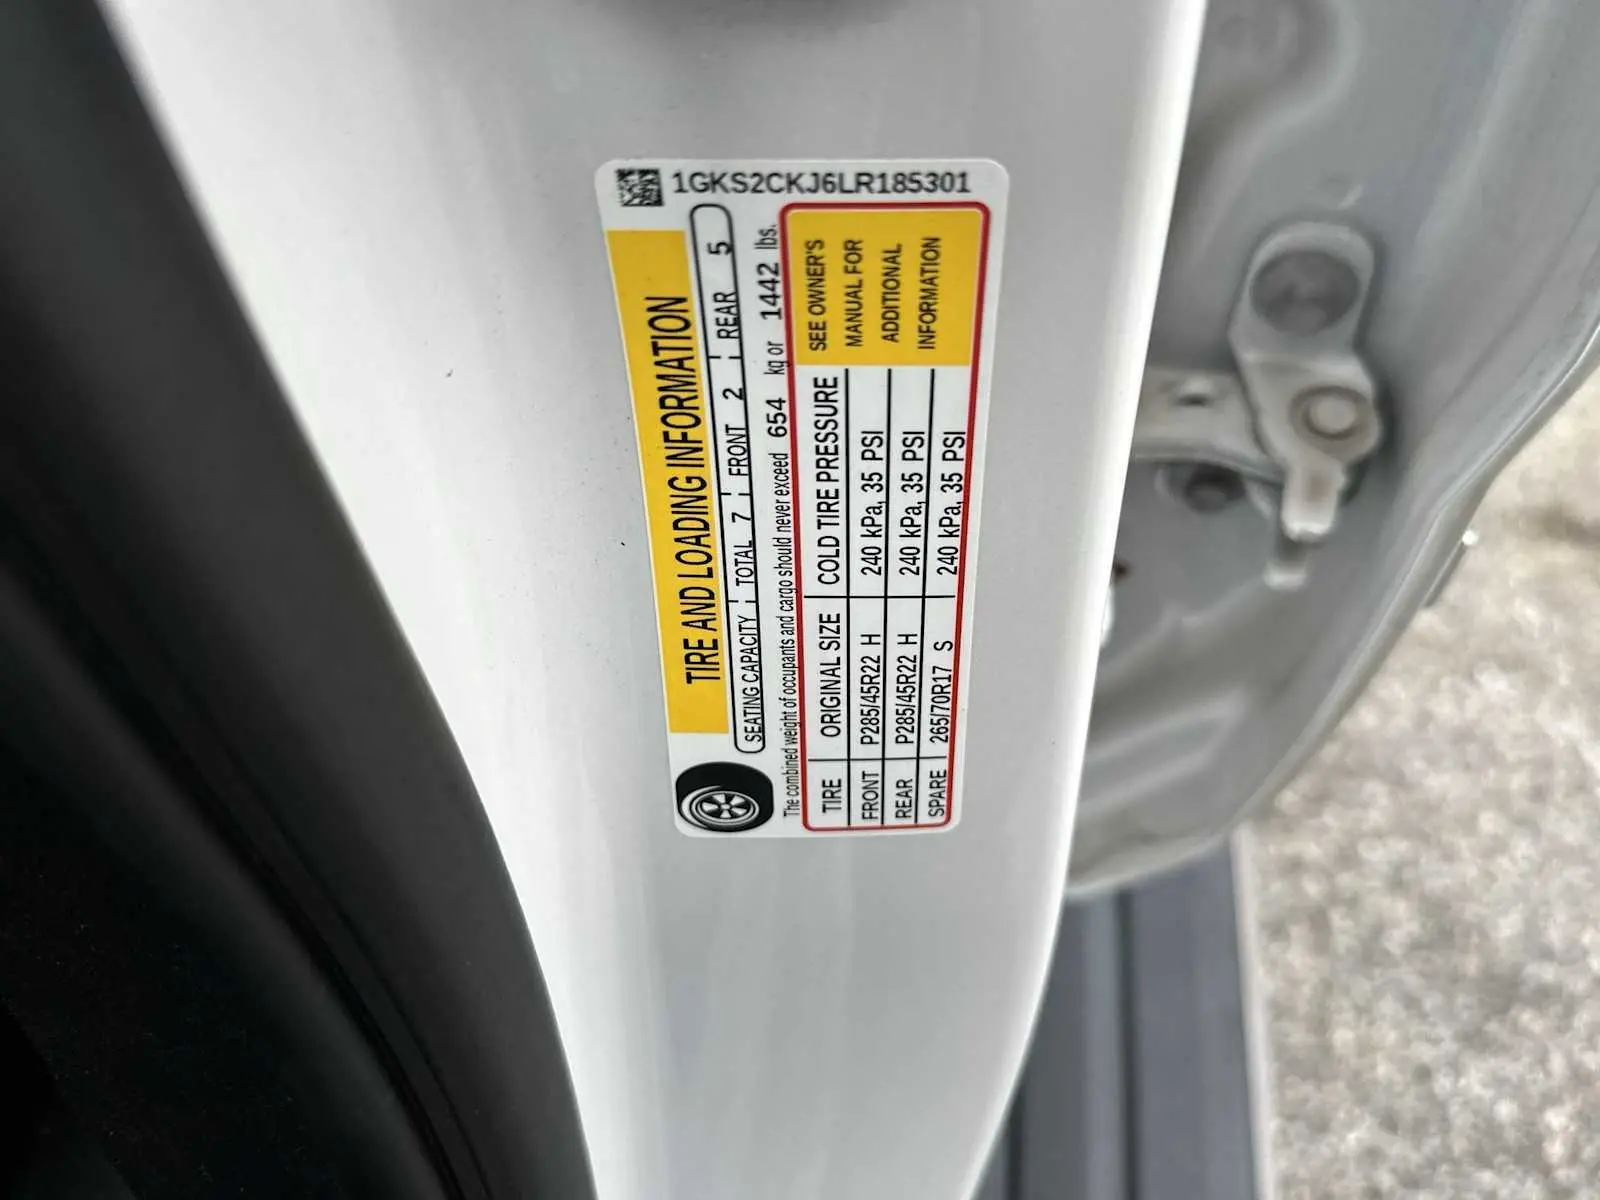 1GKS2CKJ6LR185301
TIRE AND LOADING INFORMATION
SEATING CAPACITY TOTAL 7 FRONT 2 REAR 5
The combined weight of occupants and cargo should never exceed 654 kg or 1442 lbs.
TIRE ORIGINAL SIZE COLD TIRE PRESSURE
FRONT P285/45R22 H 240 kPa, 35 PSI
REAR P285/45R22 H 240 kPa, 35 PSI
SPARE 265/70R17 S 240 kPa, 35 PSI
SEE OWNER'S
MANUAL FOR
ADDITIONAL
INFORMATION